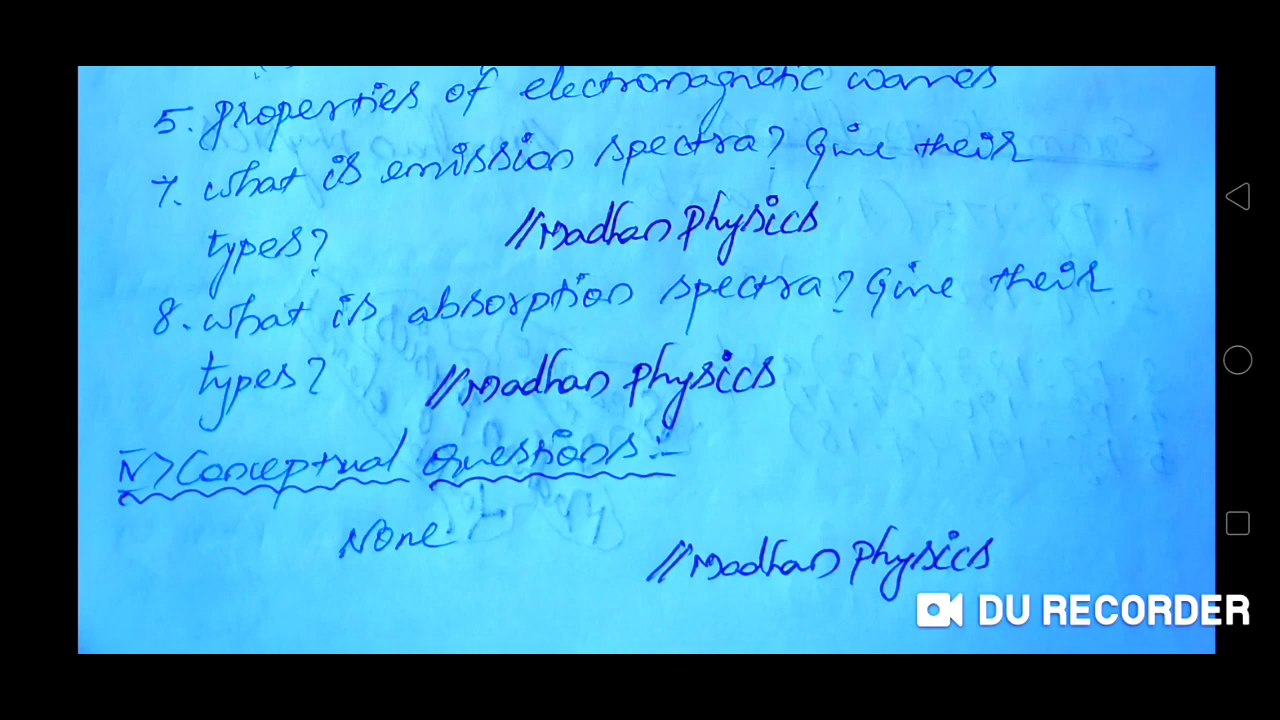 5. Properties of electromagnetic waves
7. What is emission spectra? Give their
types?
//Madhan physics
8. What is absorption spectra? Give their
types?
//Madhan physics
IV) Conceptual Questions:-
None.
//Madhan physics
DU RECORDER